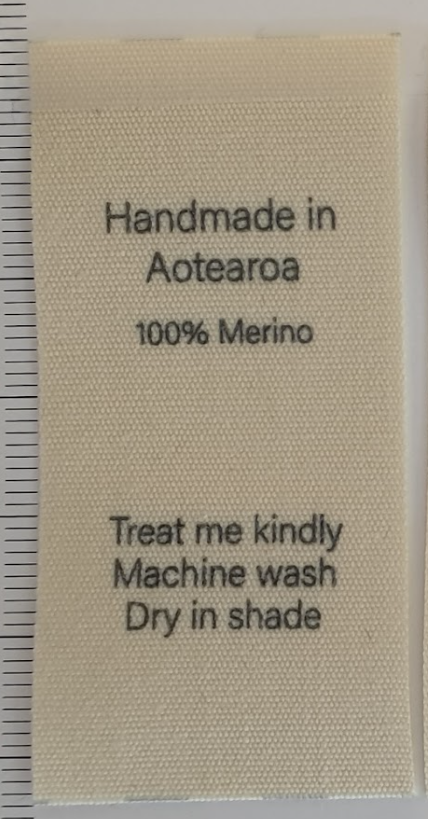 Handmade in
Aotearoa
100% Merino
Treat me kindly
Machine wash
Dry in shade